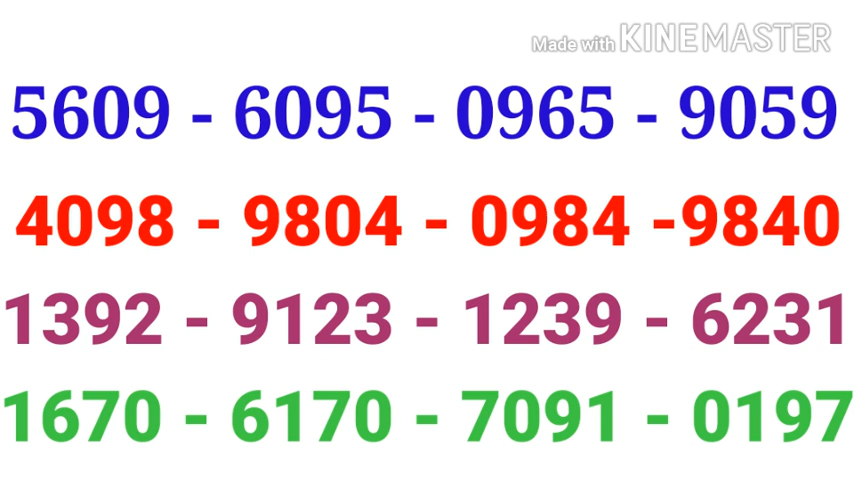 Made with KINEMASTER
5609 - 6095 - 0965 - 9059
4098 - 9804 - 0984 -9840
1392 - 9123 - 1239 - 6231
1670 - 6170 - 7091 - 0197